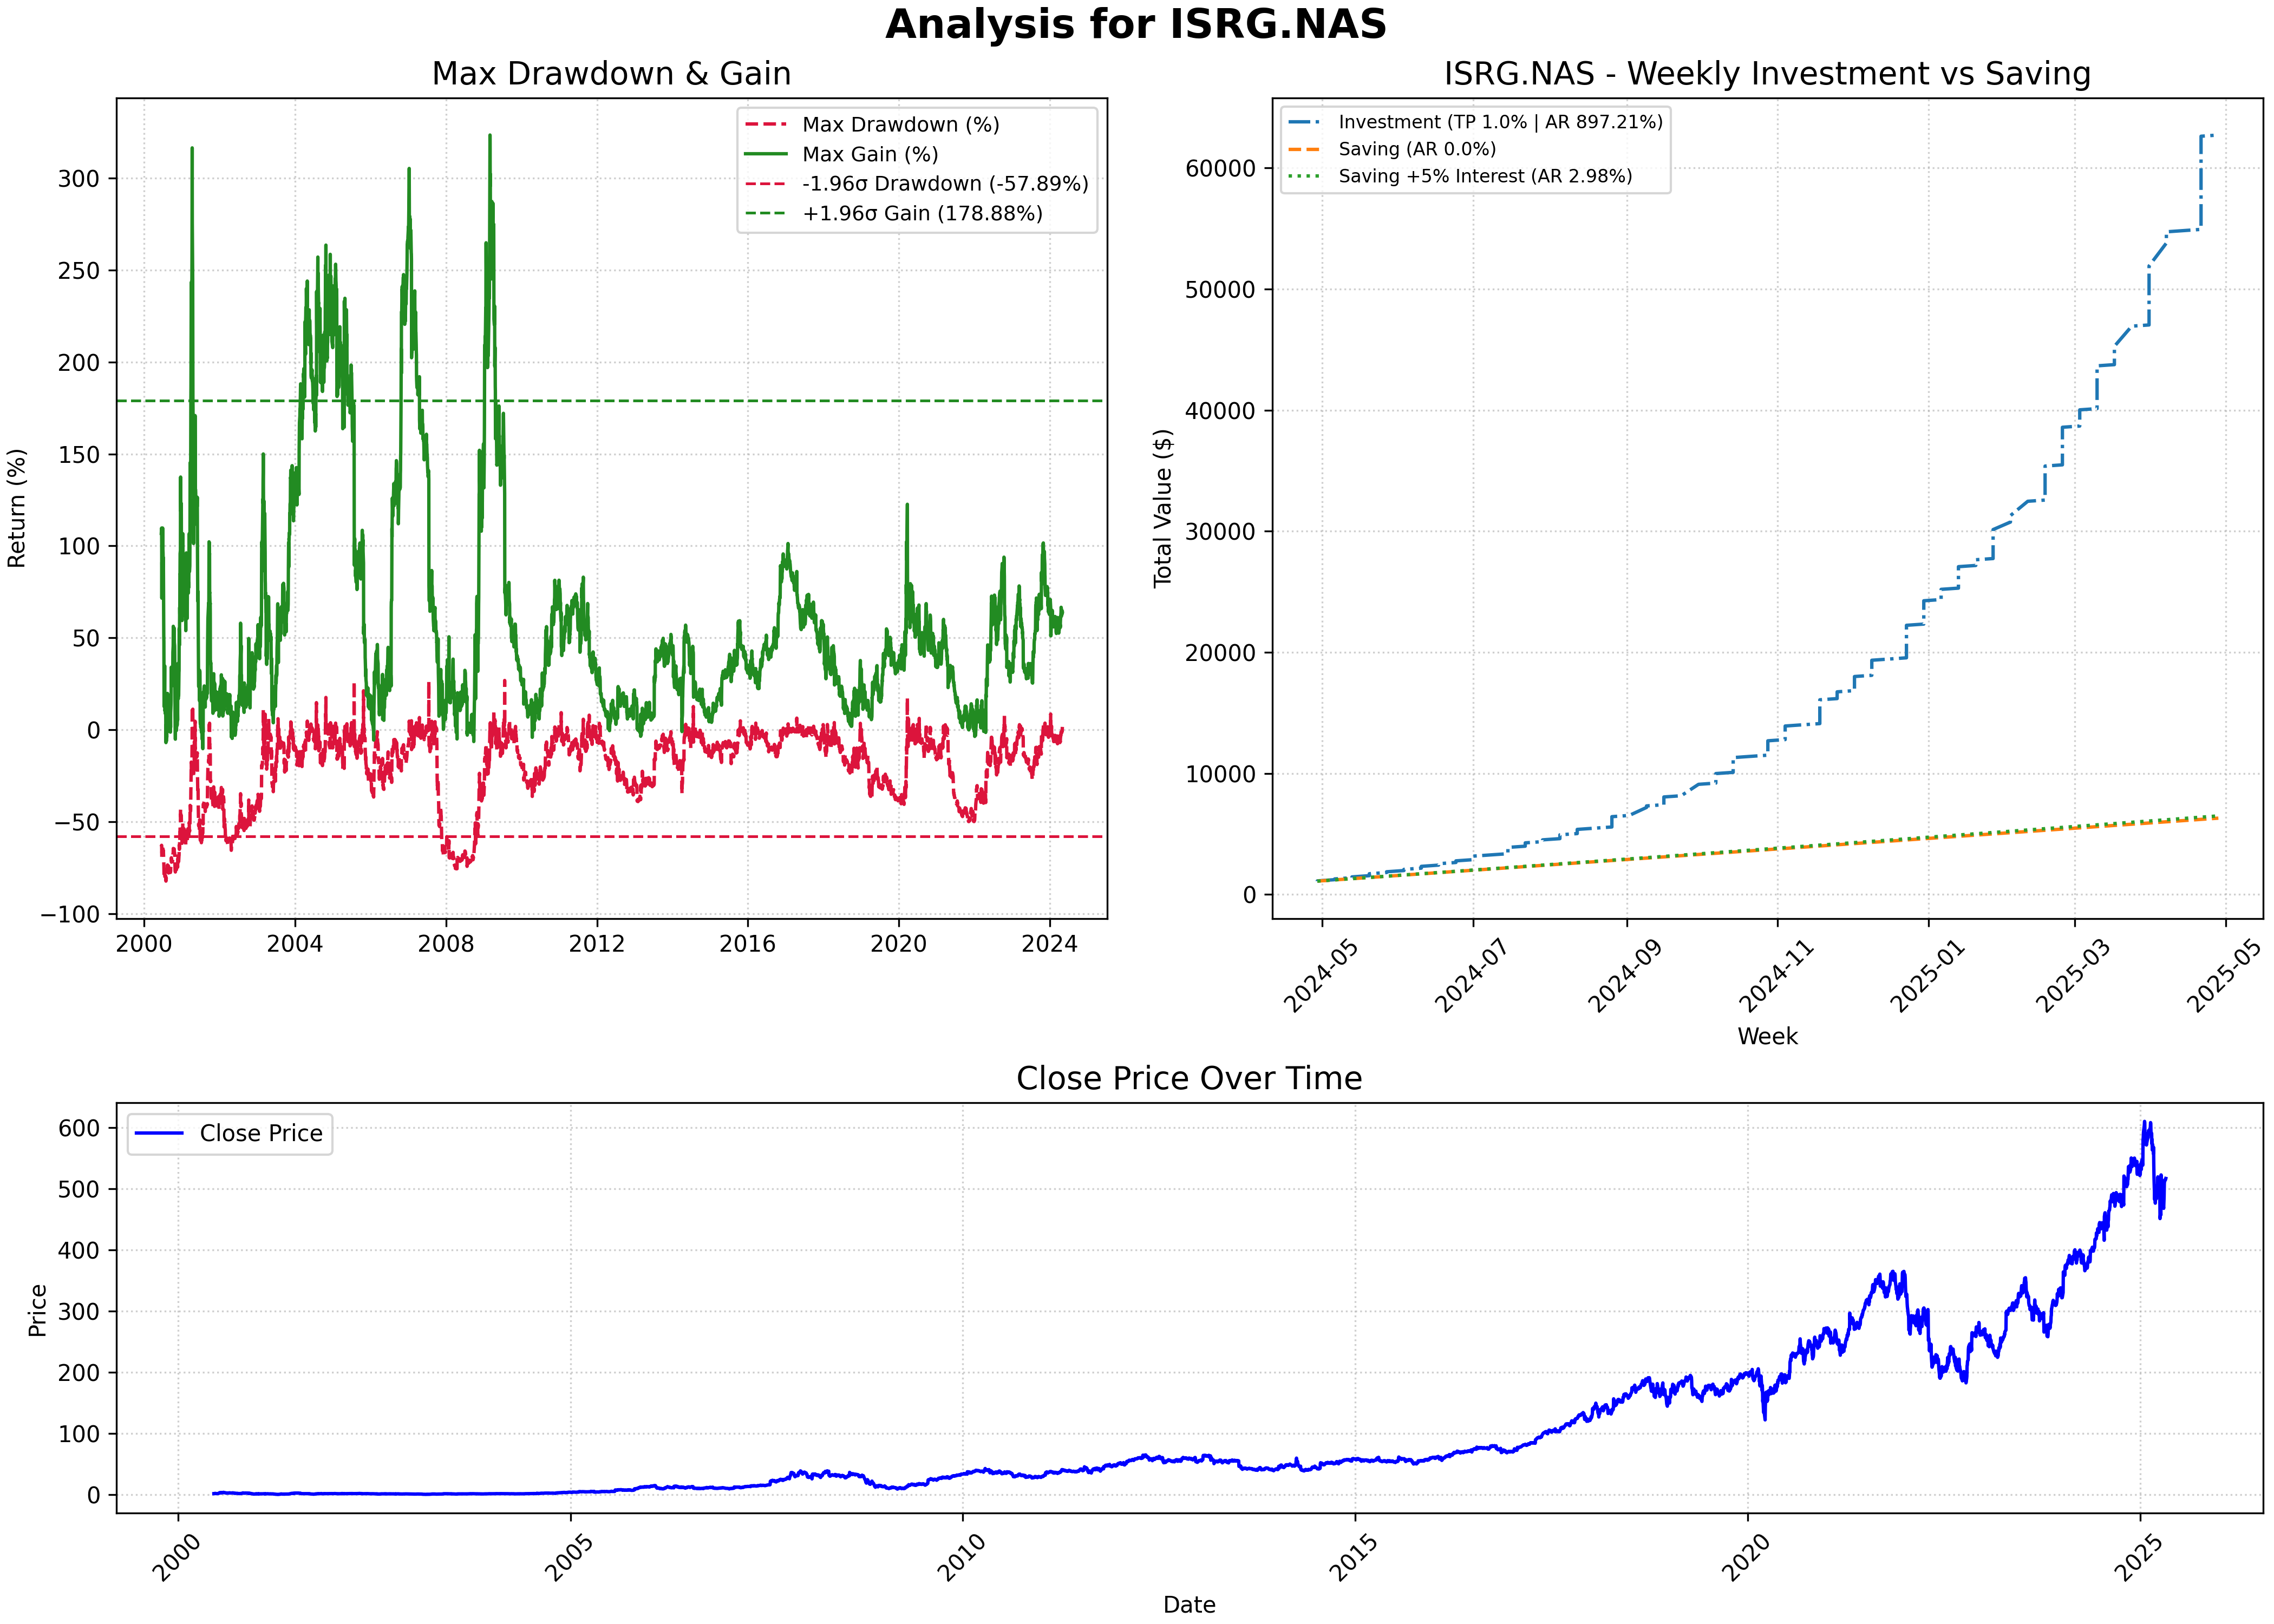 Analysis for ISRG.NAS
Max Drawdown & Gain
Return (%)
300
250
200
150
100
50
0
−50
−100
2000 2004 2008 2012 2016 2020 2024
Max Drawdown (%)
Max Gain (%)
-1.96σ Drawdown (-57.89%)
+1.96σ Gain (178.88%)
ISRG.NAS - Weekly Investment vs Saving
Total Value ($)
60000
50000
40000
30000
20000
10000
0
Investment (TP 1.0% | AR 897.21%)
Saving (AR 0.0%)
Saving +5% Interest (AR 2.98%)
2024-05 2024-07 2024-09 2024-11 2025-01 2025-03 2025-05
Week
Close Price Over Time
Price
600
500
400
300
200
100
0
Close Price
2000 2005 2010 2015 2020 2025
Date